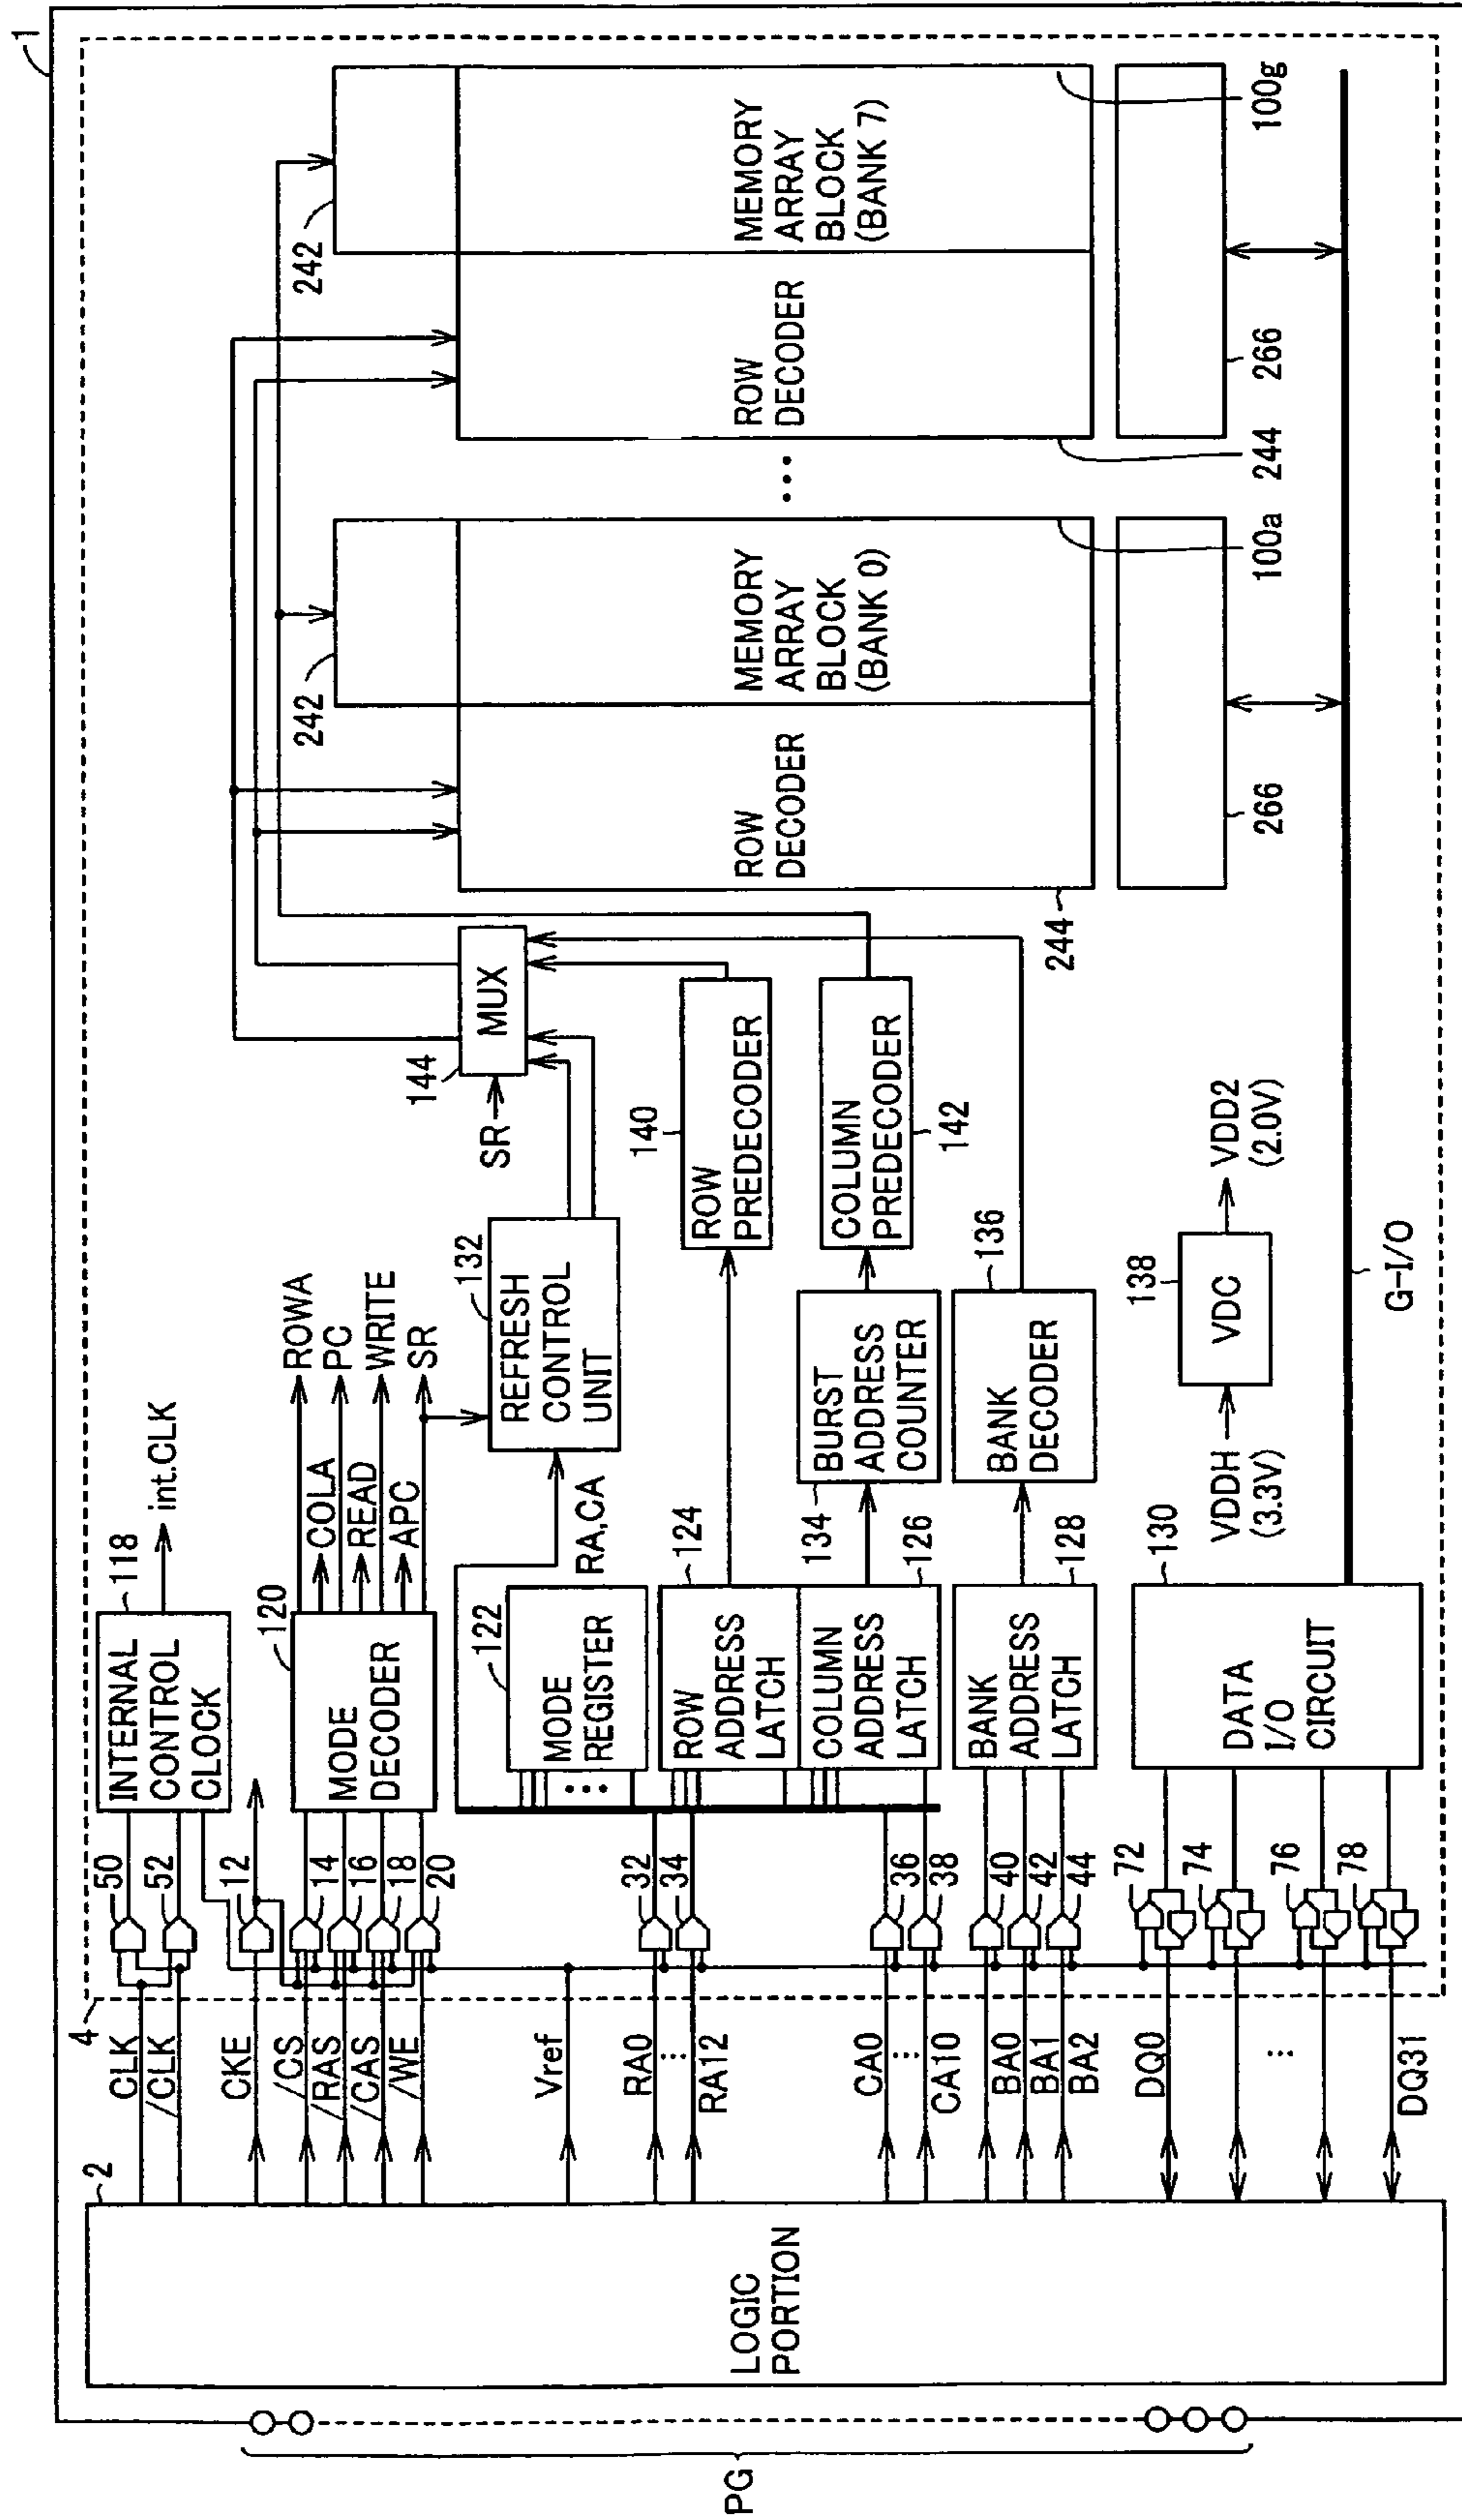 1
PG
LOGIC
PORTION
2
4
CLK
/CLK
CKE
/CS
/RAS
/CAS
/WE
Vref
RA0
⋮
RA12
CA0
⋮
CA10
BA0
BA1
BA2
DQ0
⋮
DQ31
50
52
12
14
16
18
20
32
34
36
38
40
42
44
72
74
76
78
INTERNAL
CONTROL
CLOCK
118
int.CLK
MODE
DECODER
120
ROWA
COLA
PC
READ
WRITE
APC
SR
MODE
REGISTER
122
RA,CA
REFRESH
CONTROL
UNIT
132
ROW
ADDRESS
LATCH
124
COLUMN
ADDRESS
LATCH
126
BANK
ADDRESS
LATCH
128
DATA
I/O
CIRCUIT
130
BURST
ADDRESS
COUNTER
134
BANK
DECODER
136
VDDH
(3.3V)
VDC
138
VDD2
(2.0V)
G-I/O
ROW
PREDECODER
140
COLUMN
PREDECODER
142
SR
MUX
144
242
ROW
DECODER
244
MEMORY
ARRAY
BLOCK
(BANK 0)
100a
266
...
242
ROW
DECODER
244
MEMORY
ARRAY
BLOCK
(BANK 7)
100g
266